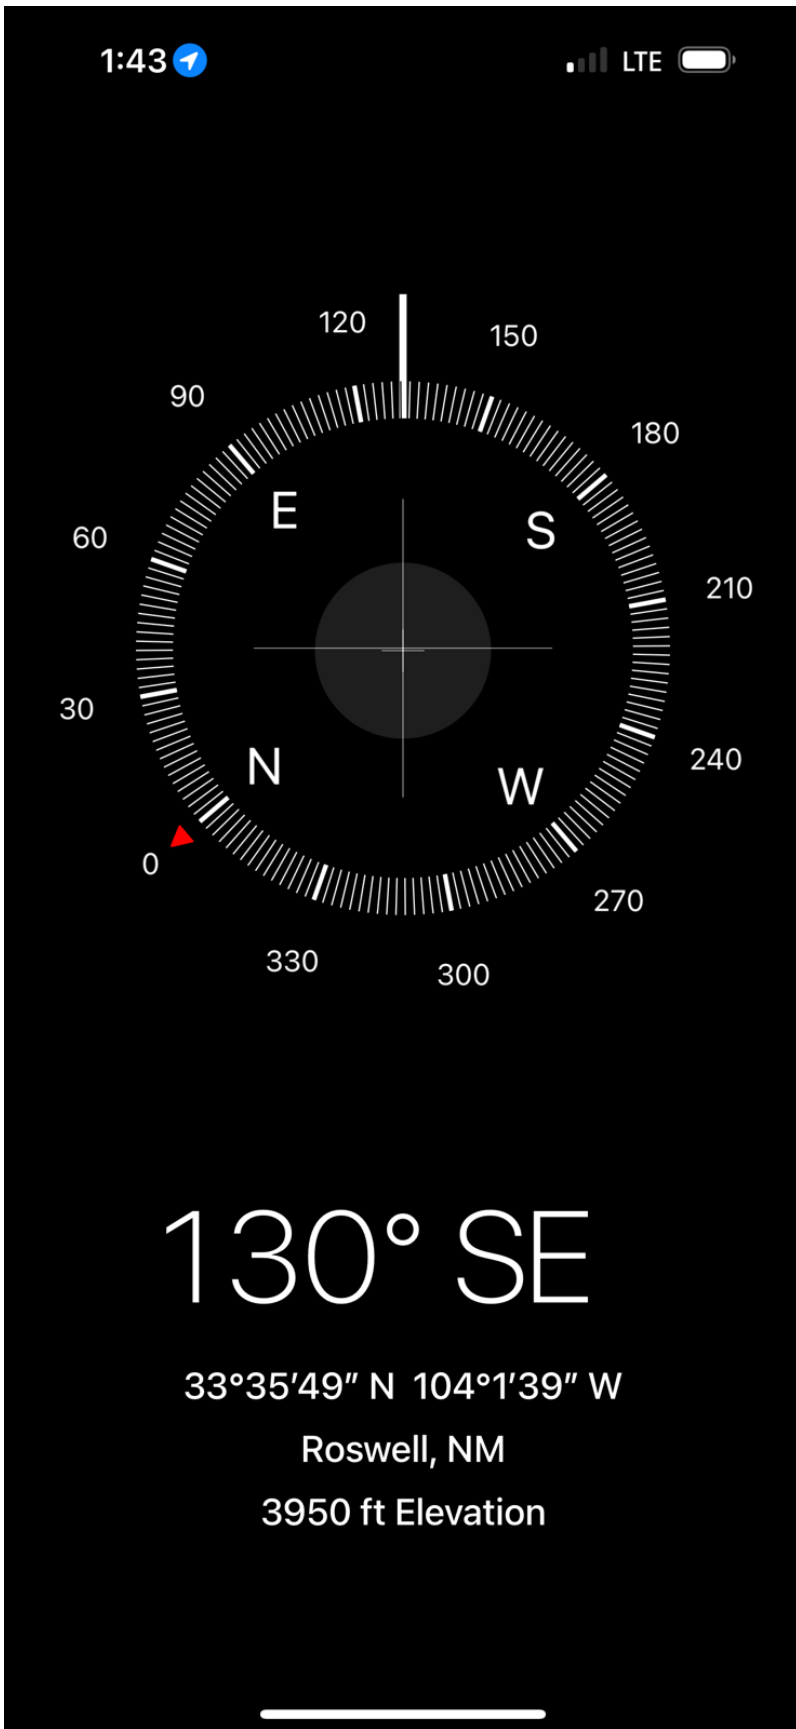 1:43 LTE
120 150
90 180
E S
60 210
30 240
N W
0 270
330 300
130° SE
33°35′49″ N 104°1′39″ W
Roswell, NM
3950 ft Elevation